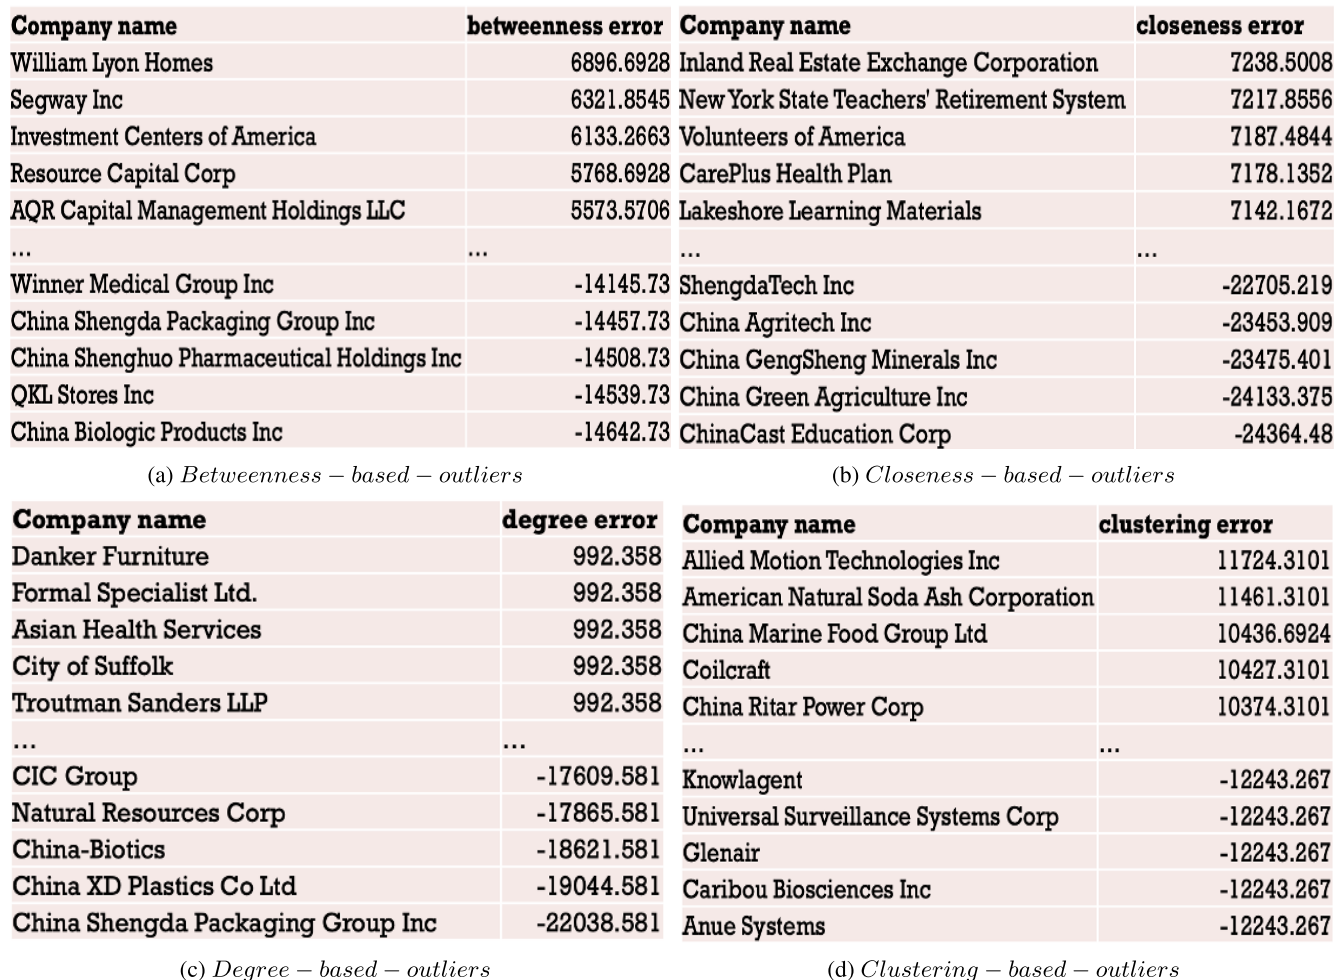 Company name betweenness error
William Lyon Homes 6896.6928
Segway Inc 6321.8545
Investment Centers of America 6133.2663
Resource Capital Corp 5768.6928
AQR Capital Management Holdings LLC 5573.5706
... ...
Winner Medical Group Inc -14145.73
China Shengda Packaging Group Inc -14457.73
China Shenghuo Pharmaceutical Holdings Inc -14508.73
QKL Stores Inc -14539.73
China Biologic Products Inc -14642.73
(a) Betweenness − based − outliers
Company name closeness error
Inland Real Estate Exchange Corporation 7238.5008
New York State Teachers' Retirement System 7217.8556
Volunteers of America 7187.4844
CarePlus Health Plan 7178.1352
Lakeshore Learning Materials 7142.1672
... ...
ShengdaTech Inc -22705.219
China Agritech Inc -23453.909
China GengSheng Minerals Inc -23475.401
China Green Agriculture Inc -24133.375
ChinaCast Education Corp -24364.48
(b) Closeness − based − outliers
Company name degree error
Danker Furniture 992.358
Formal Specialist Ltd. 992.358
Asian Health Services 992.358
City of Suffolk 992.358
Troutman Sanders LLP 992.358
... ...
CIC Group -17609.581
Natural Resources Corp -17865.581
China-Biotics -18621.581
China XD Plastics Co Ltd -19044.581
China Shengda Packaging Group Inc -22038.581
(c) Degree − based − outliers
Company name clustering error
Allied Motion Technologies Inc 11724.3101
American Natural Soda Ash Corporation 11461.3101
China Marine Food Group Ltd 10436.6924
Coilcraft 10427.3101
China Ritar Power Corp 10374.3101
... ...
Knowlagent -12243.267
Universal Surveillance Systems Corp -12243.267
Glenair -12243.267
Caribou Biosciences Inc -12243.267
Anue Systems -12243.267
(d) Clustering − based − outliers